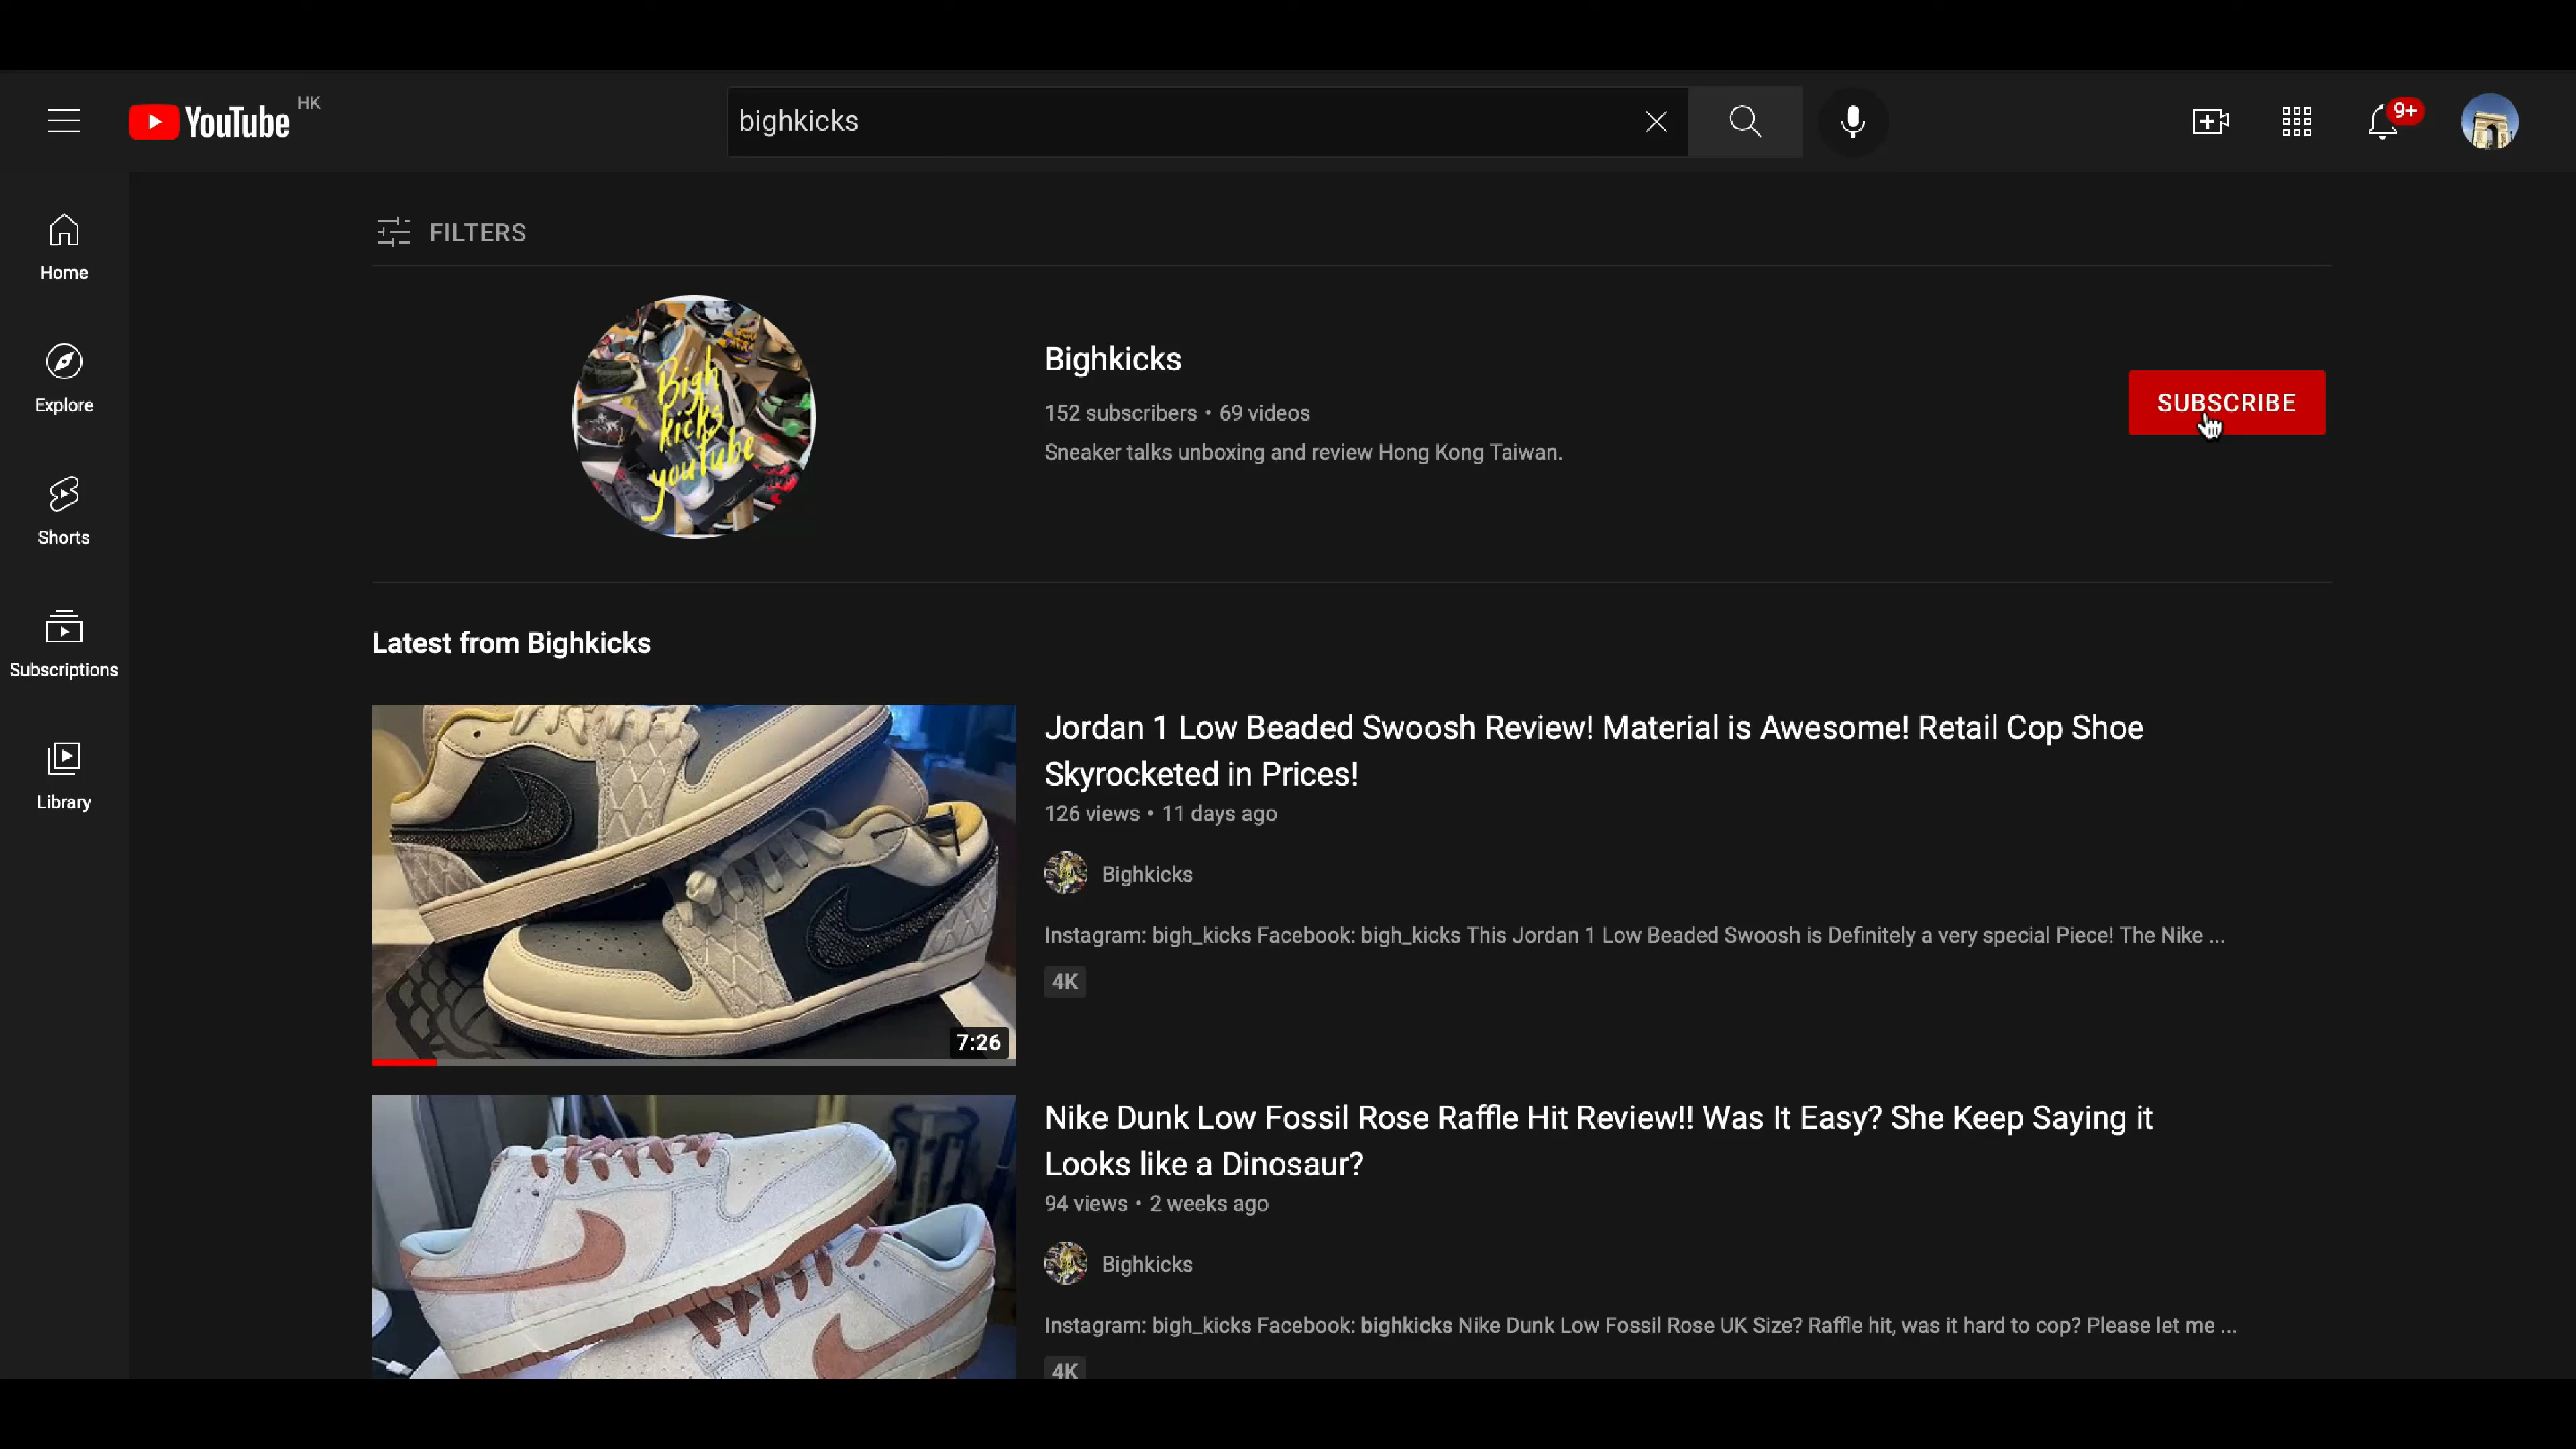 YouTube HK
bighkicks
9+
Home
Explore
Shorts
Subscriptions
Library
FILTERS
Bigh
kicks
youtube
Bighkicks
152 subscribers • 69 videos
Sneaker talks unboxing and review Hong Kong Taiwan.
SUBSCRIBE
Latest from Bighkicks
7:26
Jordan 1 Low Beaded Swoosh Review! Material is Awesome! Retail Cop Shoe
Skyrocketed in Prices!
126 views • 11 days ago
Bighkicks
Instagram: bigh_kicks Facebook: bigh_kicks This Jordan 1 Low Beaded Swoosh is Definitely a very special Piece! The Nike ...
4K
Nike Dunk Low Fossil Rose Raffle Hit Review!! Was It Easy? She Keep Saying it
Looks like a Dinosaur?
94 views • 2 weeks ago
Bighkicks
Instagram: bigh_kicks Facebook: bighkicks Nike Dunk Low Fossil Rose UK Size? Raffle hit, was it hard to cop? Please let me ...
4K